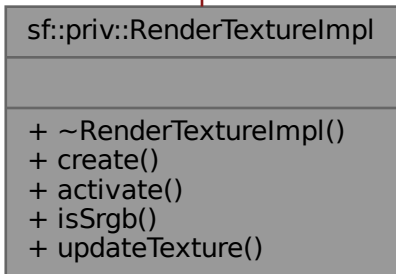 sf::priv::RenderTextureImpl
+ ~RenderTextureImpl()
+ create()
+ activate()
+ isSrgb()
+ updateTexture()